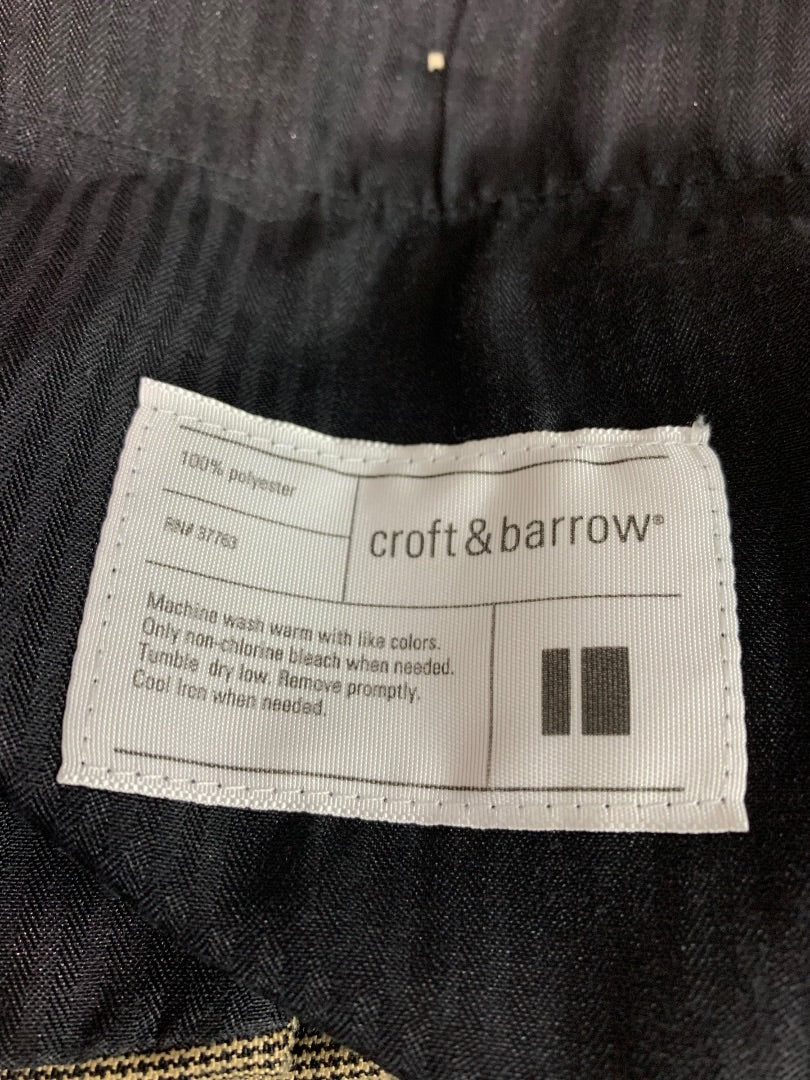 100% polyester
RN# 37763
croft&barrow®
Machine wash warm with like colors.
Only non-chlorine bleach when needed.
Tumble dry low. Remove promptly.
Cool Iron when needed.